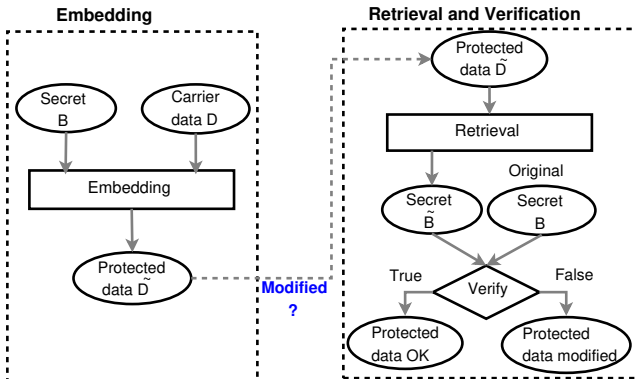 Embedding
Secret
B
Carrier
data D
Embedding
Protected
data D̃
Modified
?
Retrieval and Verification
Protected
data D̃
Retrieval
Original
Secret
B̃
Secret
B
True
False
Verify
Protected
data OK
Protected
data modified